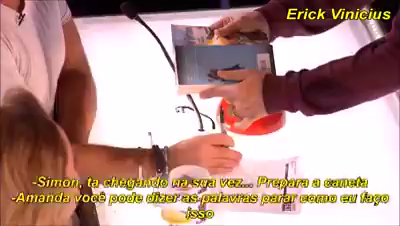 Erick Vinicius
-Simon, ta chegando na sua vez... Prepara a caneta
-Amanda você pode dizer as palavras parar como eu faço
isso